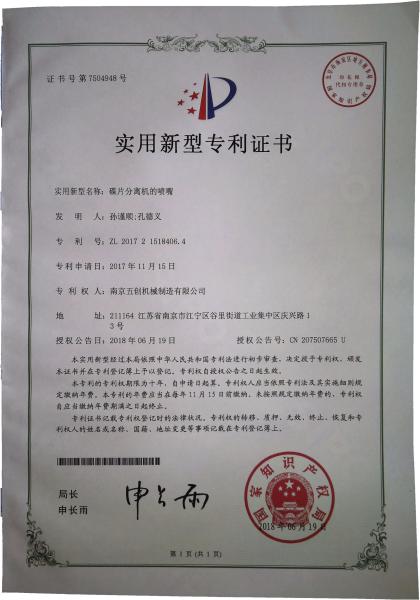 证书号第7504948号
实用新型专利证书
实用新型名称：碟片分离机的喷嘴
发 明 人：孙谨顺;孔德义
专 利 号：ZL 2017 2 1518406.4
专利申请日：2017年11月15日
专 利 权 人：南京五创机械制造有限公司
地 址：211164 江苏省南京市江宁区谷里街道工业集中区庆兴路1
3号
授权公告日：2018年06月19日 授权公告号：CN 207507665 U
本实用新型经过本局依照中华人民共和国专利法进行初步审查，决定授予专利权，颁发
本证书并在专利登记簿上予以登记。专利权自授权公告之日起生效。
本专利的专利权期限为十年，自申请日起算。专利权人应当依照专利法及其实施细则规
定缴纳年费。本专利的年费应当在每年11月15日前缴纳。未按照规定缴纳年费的，专利权
自应当缴纳年费期满之日起终止。
专利证书记载专利权登记时的法律状况。专利权的转移、质押、无效、终止、恢复和专
利权人的姓名或名称、国籍、地址变更等事项记载在专利登记簿上。
局长
申长雨
申长雨
国家知识产权局
2018年06月19日
第 1 页 (共 1 页)